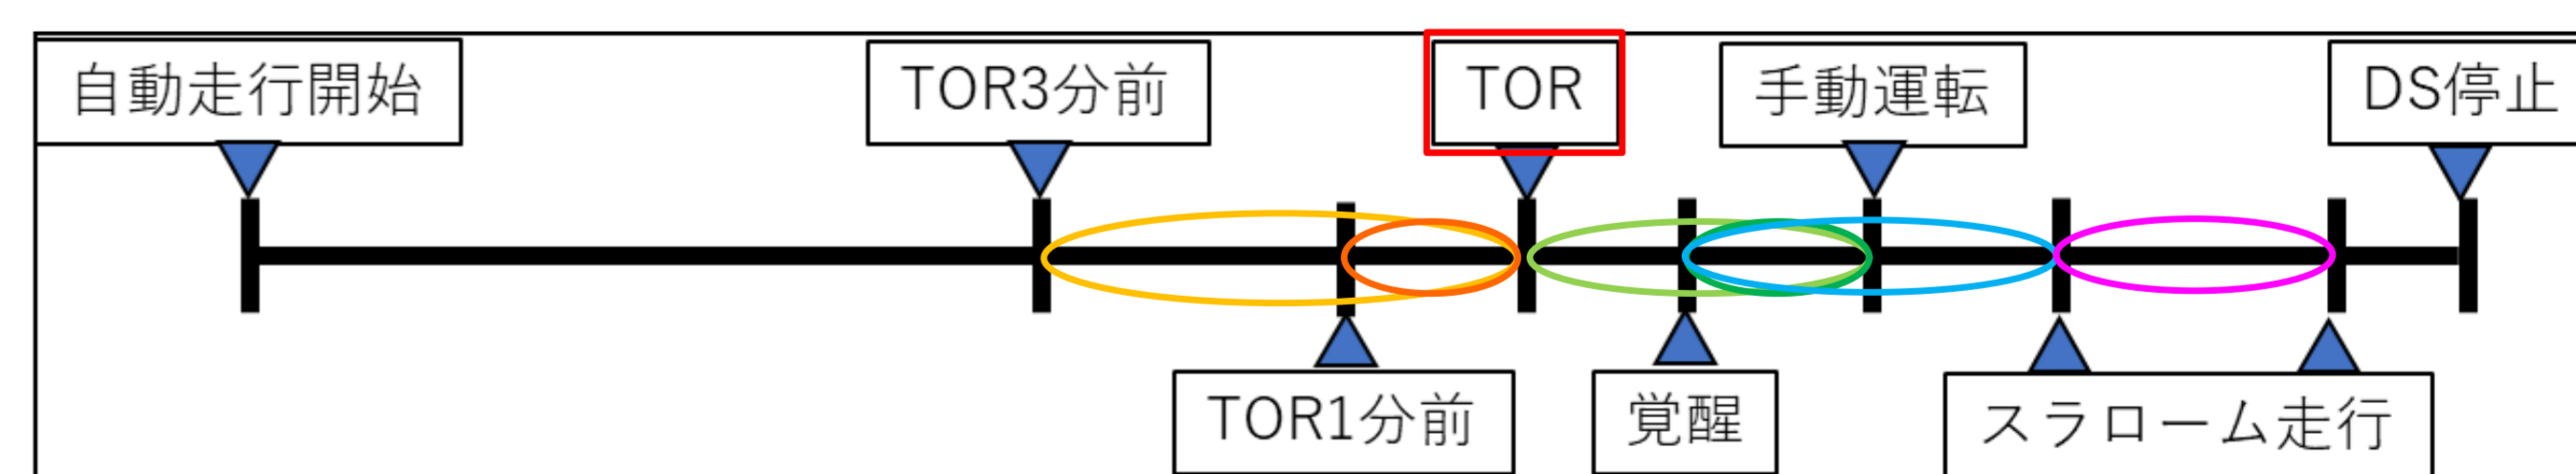 自動走行開始
TOR3分前
TOR
手動運転
DS停止
TOR1分前
覚醒
スラローム走行